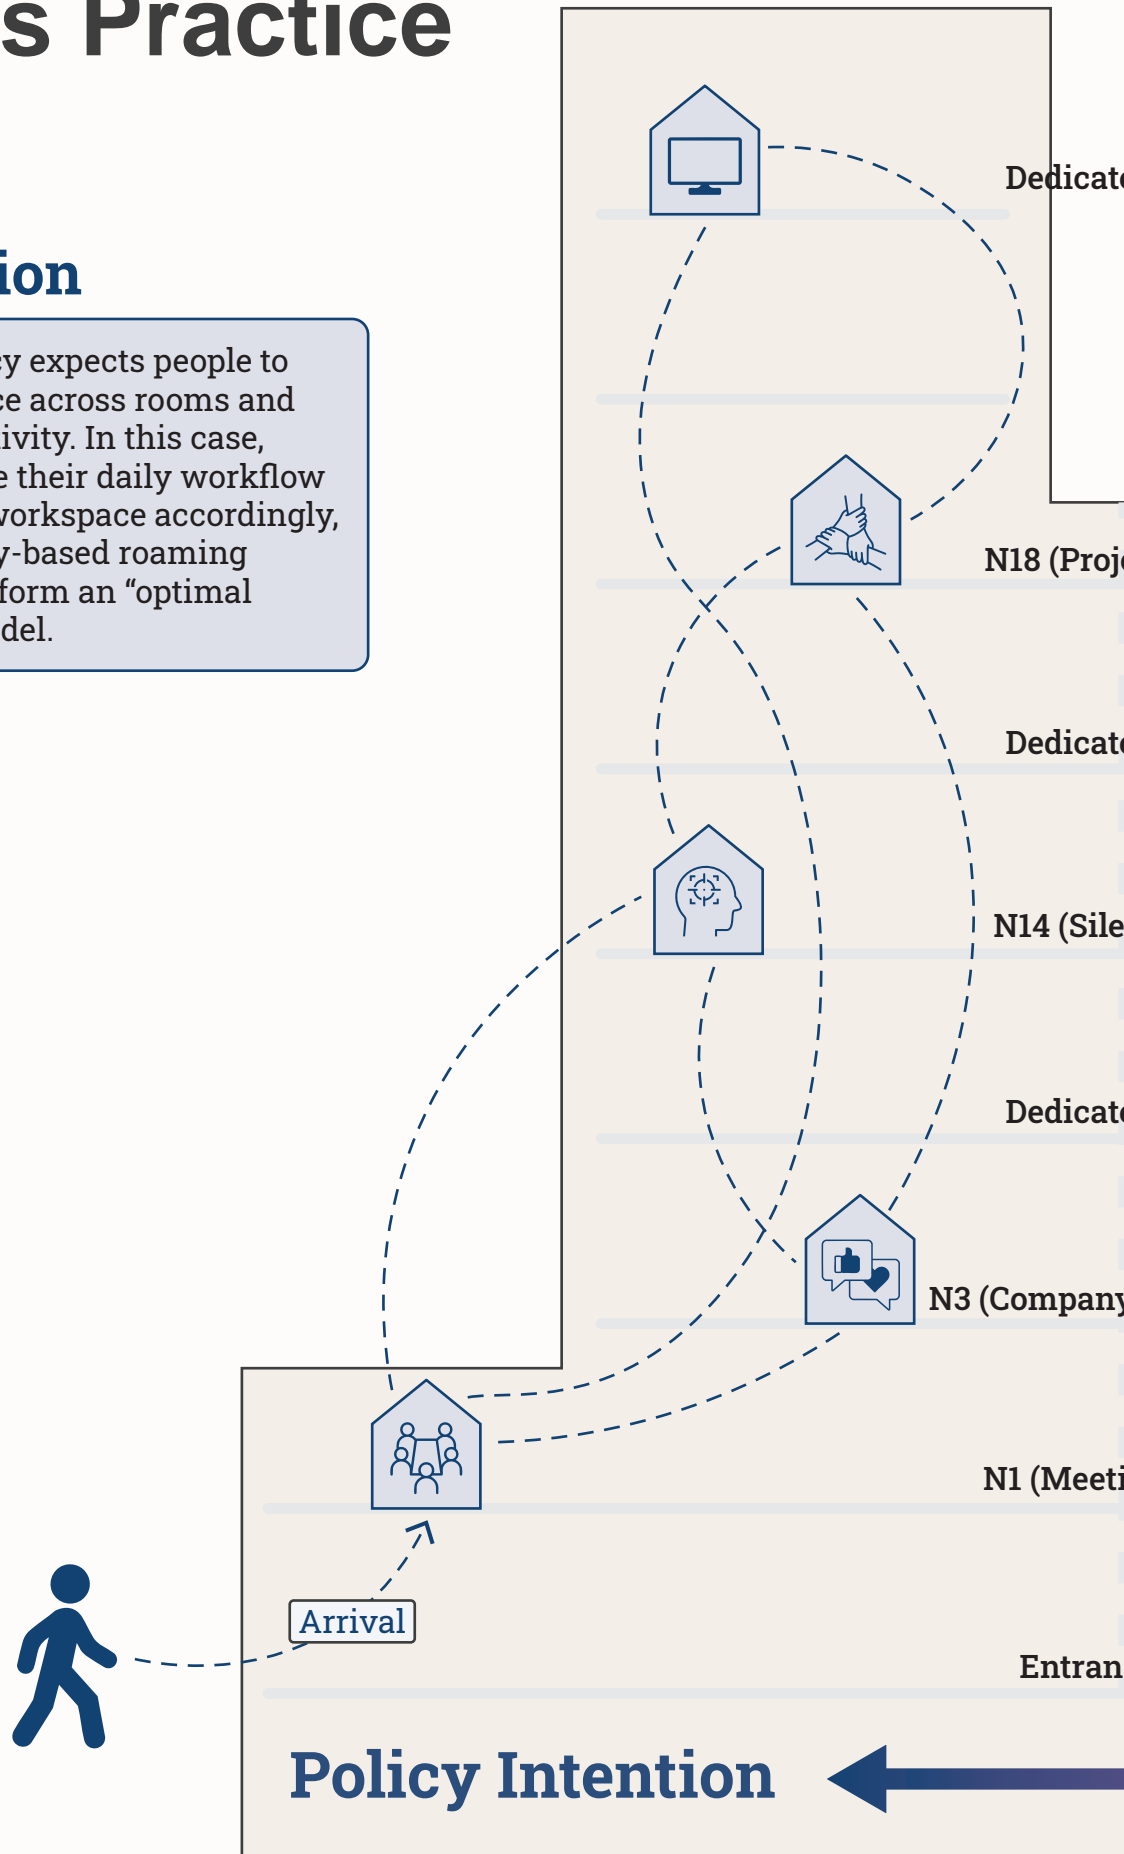 s Practice
Dedicate
ion
cy expects people to
ce across rooms and
ivity. In this case,
e their daily workflow
workspace accordingly,
y-based roaming
form an “optimal
del.
N18 (Proje
Dedicate
N14 (Sile
Dedicate
N3 (Company
N1 (Meeti
Arrival
Entran
Policy Intention